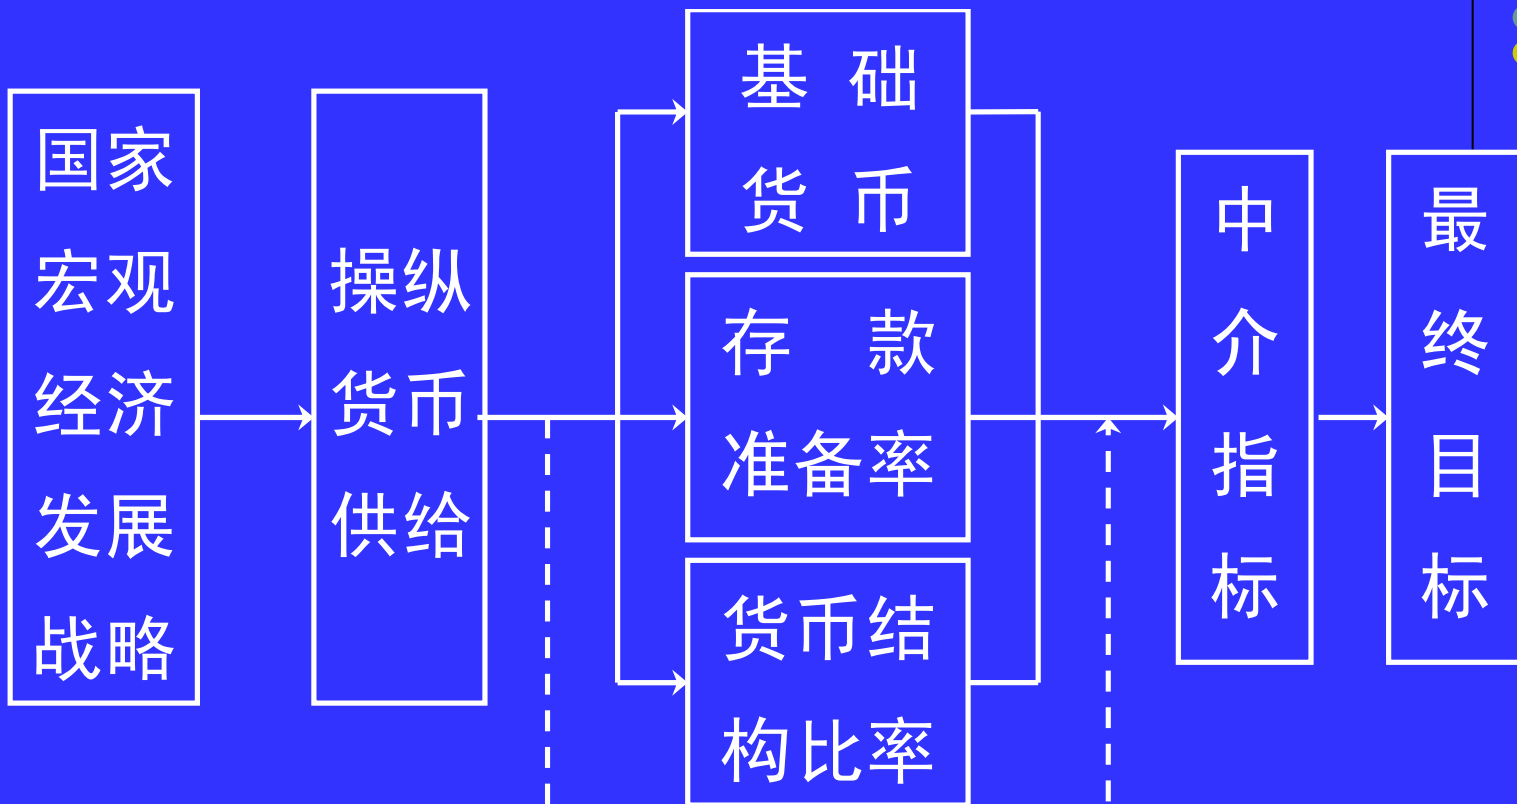 国家
宏观
经济
发展
战略
操纵
货币
供给
基 础
货 币
存 款
准备率
货币结
构比率
中
介
指
标
最
终
目
标